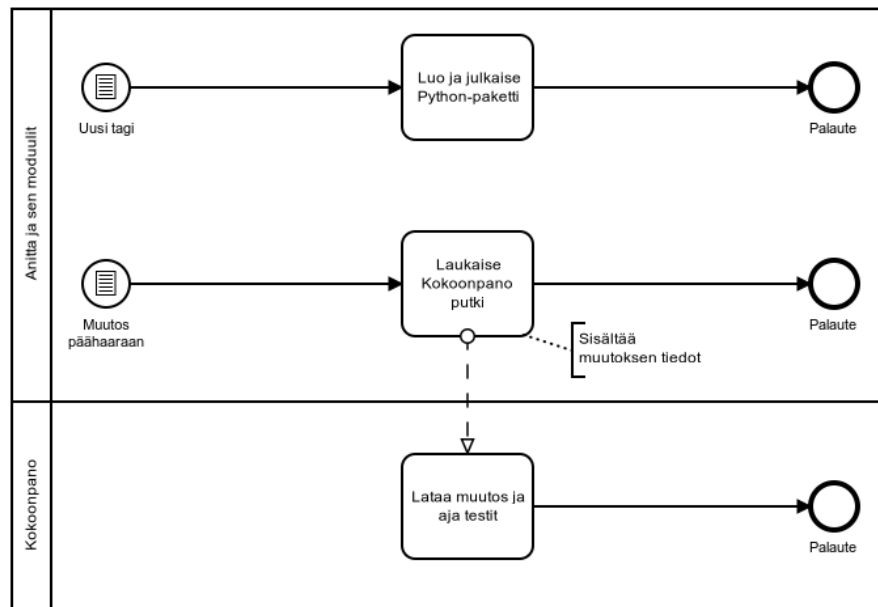 Anitta ja sen moduulit
Uusi tagi
Luo ja julkaise
Python-paketti
Palaute
Muutos
päähaaraan
Laukaise
Kokoonpano
putki
Palaute
Sisältää
muutoksen tiedot
Kokoonpano
Lataa muutos ja
aja testit
Palaute